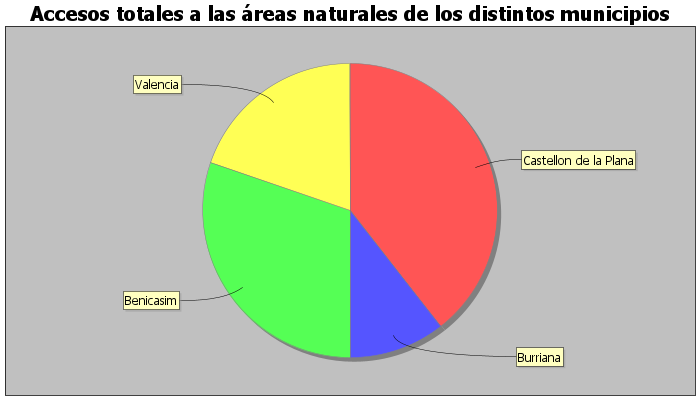 Accesos totales a las áreas naturales de los distintos municipios
Valencia
Castellon de la Plana
Benicasim
Burriana